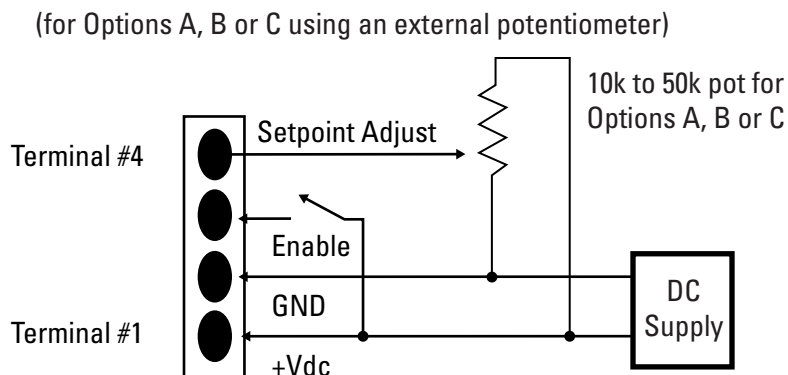 (for Options A, B or C using an external potentiometer)
10k to 50k pot for
Options A, B or C
Setpoint Adjust
Terminal #4
Enable
GND
DC
Supply
Terminal #1
+Vdc